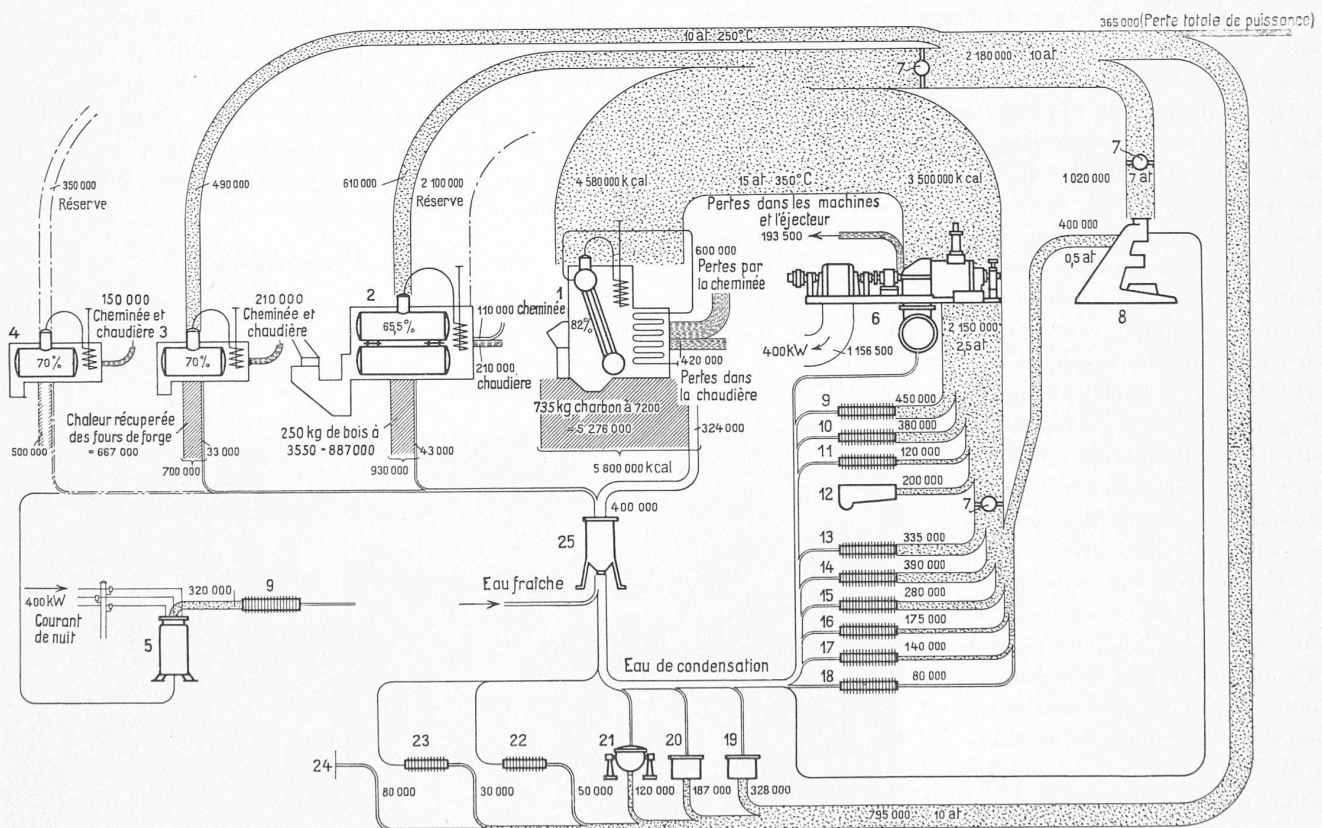 365 000 (Perte totale de puissance)
10 at 250°C
7
2 180 000 10 at
350 000
Réserve
490 000
610 000
2 100 000
Réserve
4 580 000 k cal
15 at 350°C
3 500 000 k cal
7
1 020 000
7 at
Pertes dans les machines
et l'éjecteur
193 500
400 000
0,5 at
600 000
Pertes par
la cheminée
150 000
Cheminée et
chaudière
210 000
Cheminée et
chaudière
4
70%
3
70%
2
65,5%
110 000 cheminée
210 000
chaudière
1
82%
420 000
Pertes dans
la chaudière
6
400 kW
1 156 500
2 150 000
2,5 at
8
Chaleur récuperée
des fours de forge
= 667 000
500 000
33 000
700 000
250 kg de bois à
3550 = 887 000
43 000
930 000
735 kg charbon à 7200
= 5 276 000
324 000
5 600 000 k cal
400 000
9
450 000
10
380 000
11
120 000
12
200 000
7
13
335 000
14
390 000
15
280 000
16
175 000
17
140 000
18
80 000
25
Eau fraîche
400 kW
Courant
de nuit
320 000
9
5
Eau de condensation
24
80 000
23
30 000
22
50 000
21
120 000
20
187 000
19
328 000
795 000 10 at